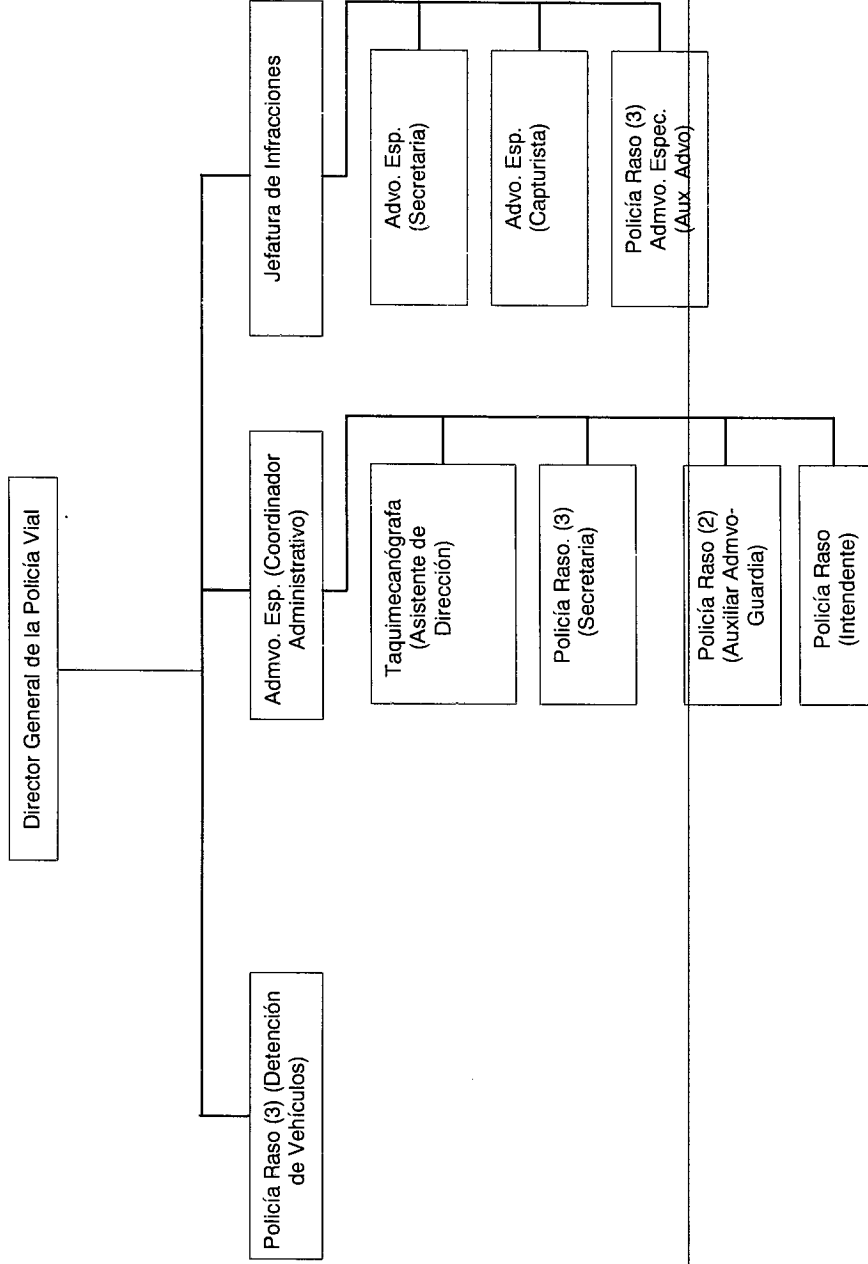 Director General de la Policía Vial
Policía Raso (3) (Detención
de Vehículos)
Admvo. Esp. (Coordinador
Administrativo)
Jefatura de Infracciones
Taquimecanógrafa
(Asistente de
Dirección)
Policía Raso. (3)
(Secretaria)
Policía Raso (2)
(Auxiliar Admvo-
Guardia)
Policía Raso
(Intendente)
Advo. Esp.
(Secretaria)
Advo. Esp.
(Capturista)
Policía Raso (3)
Admvo. Espec.
(Aux. Advo)